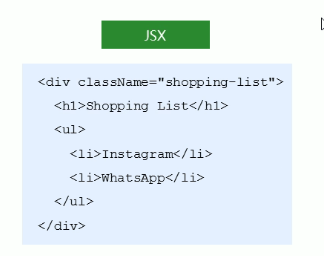 JSX
<div className="shopping-list">
<h1>Shopping List</h1>
<ul>
<li>Instagram</li>
<li>WhatsApp</li>
</ul>
</div>